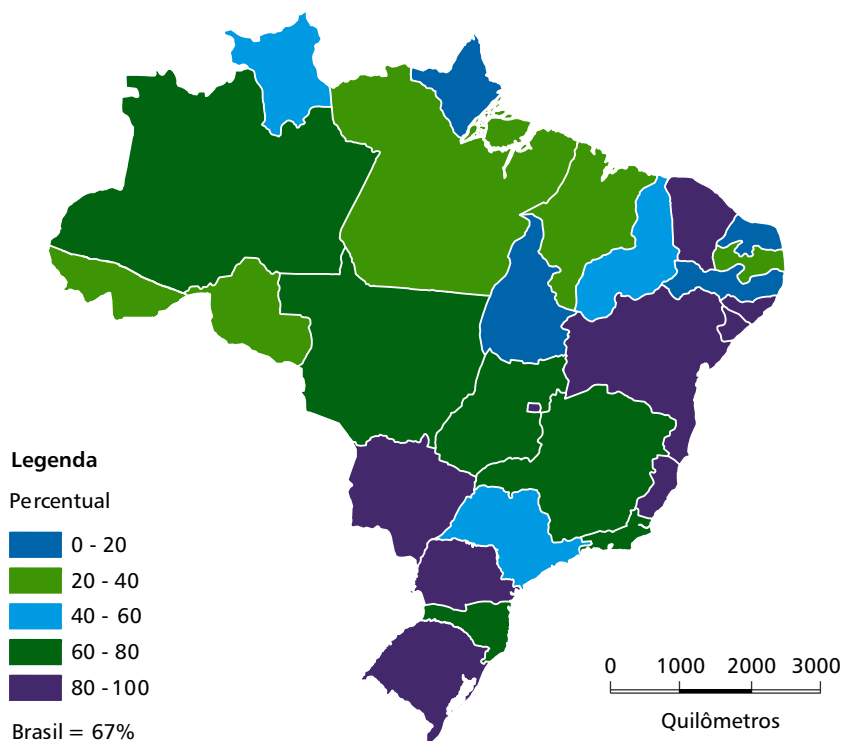 Legenda
Percentual
0 - 20
20 - 40
40 - 60
60 - 80
80 -100
Brasil = 67%
0 1000 2000 3000
Quilômetros